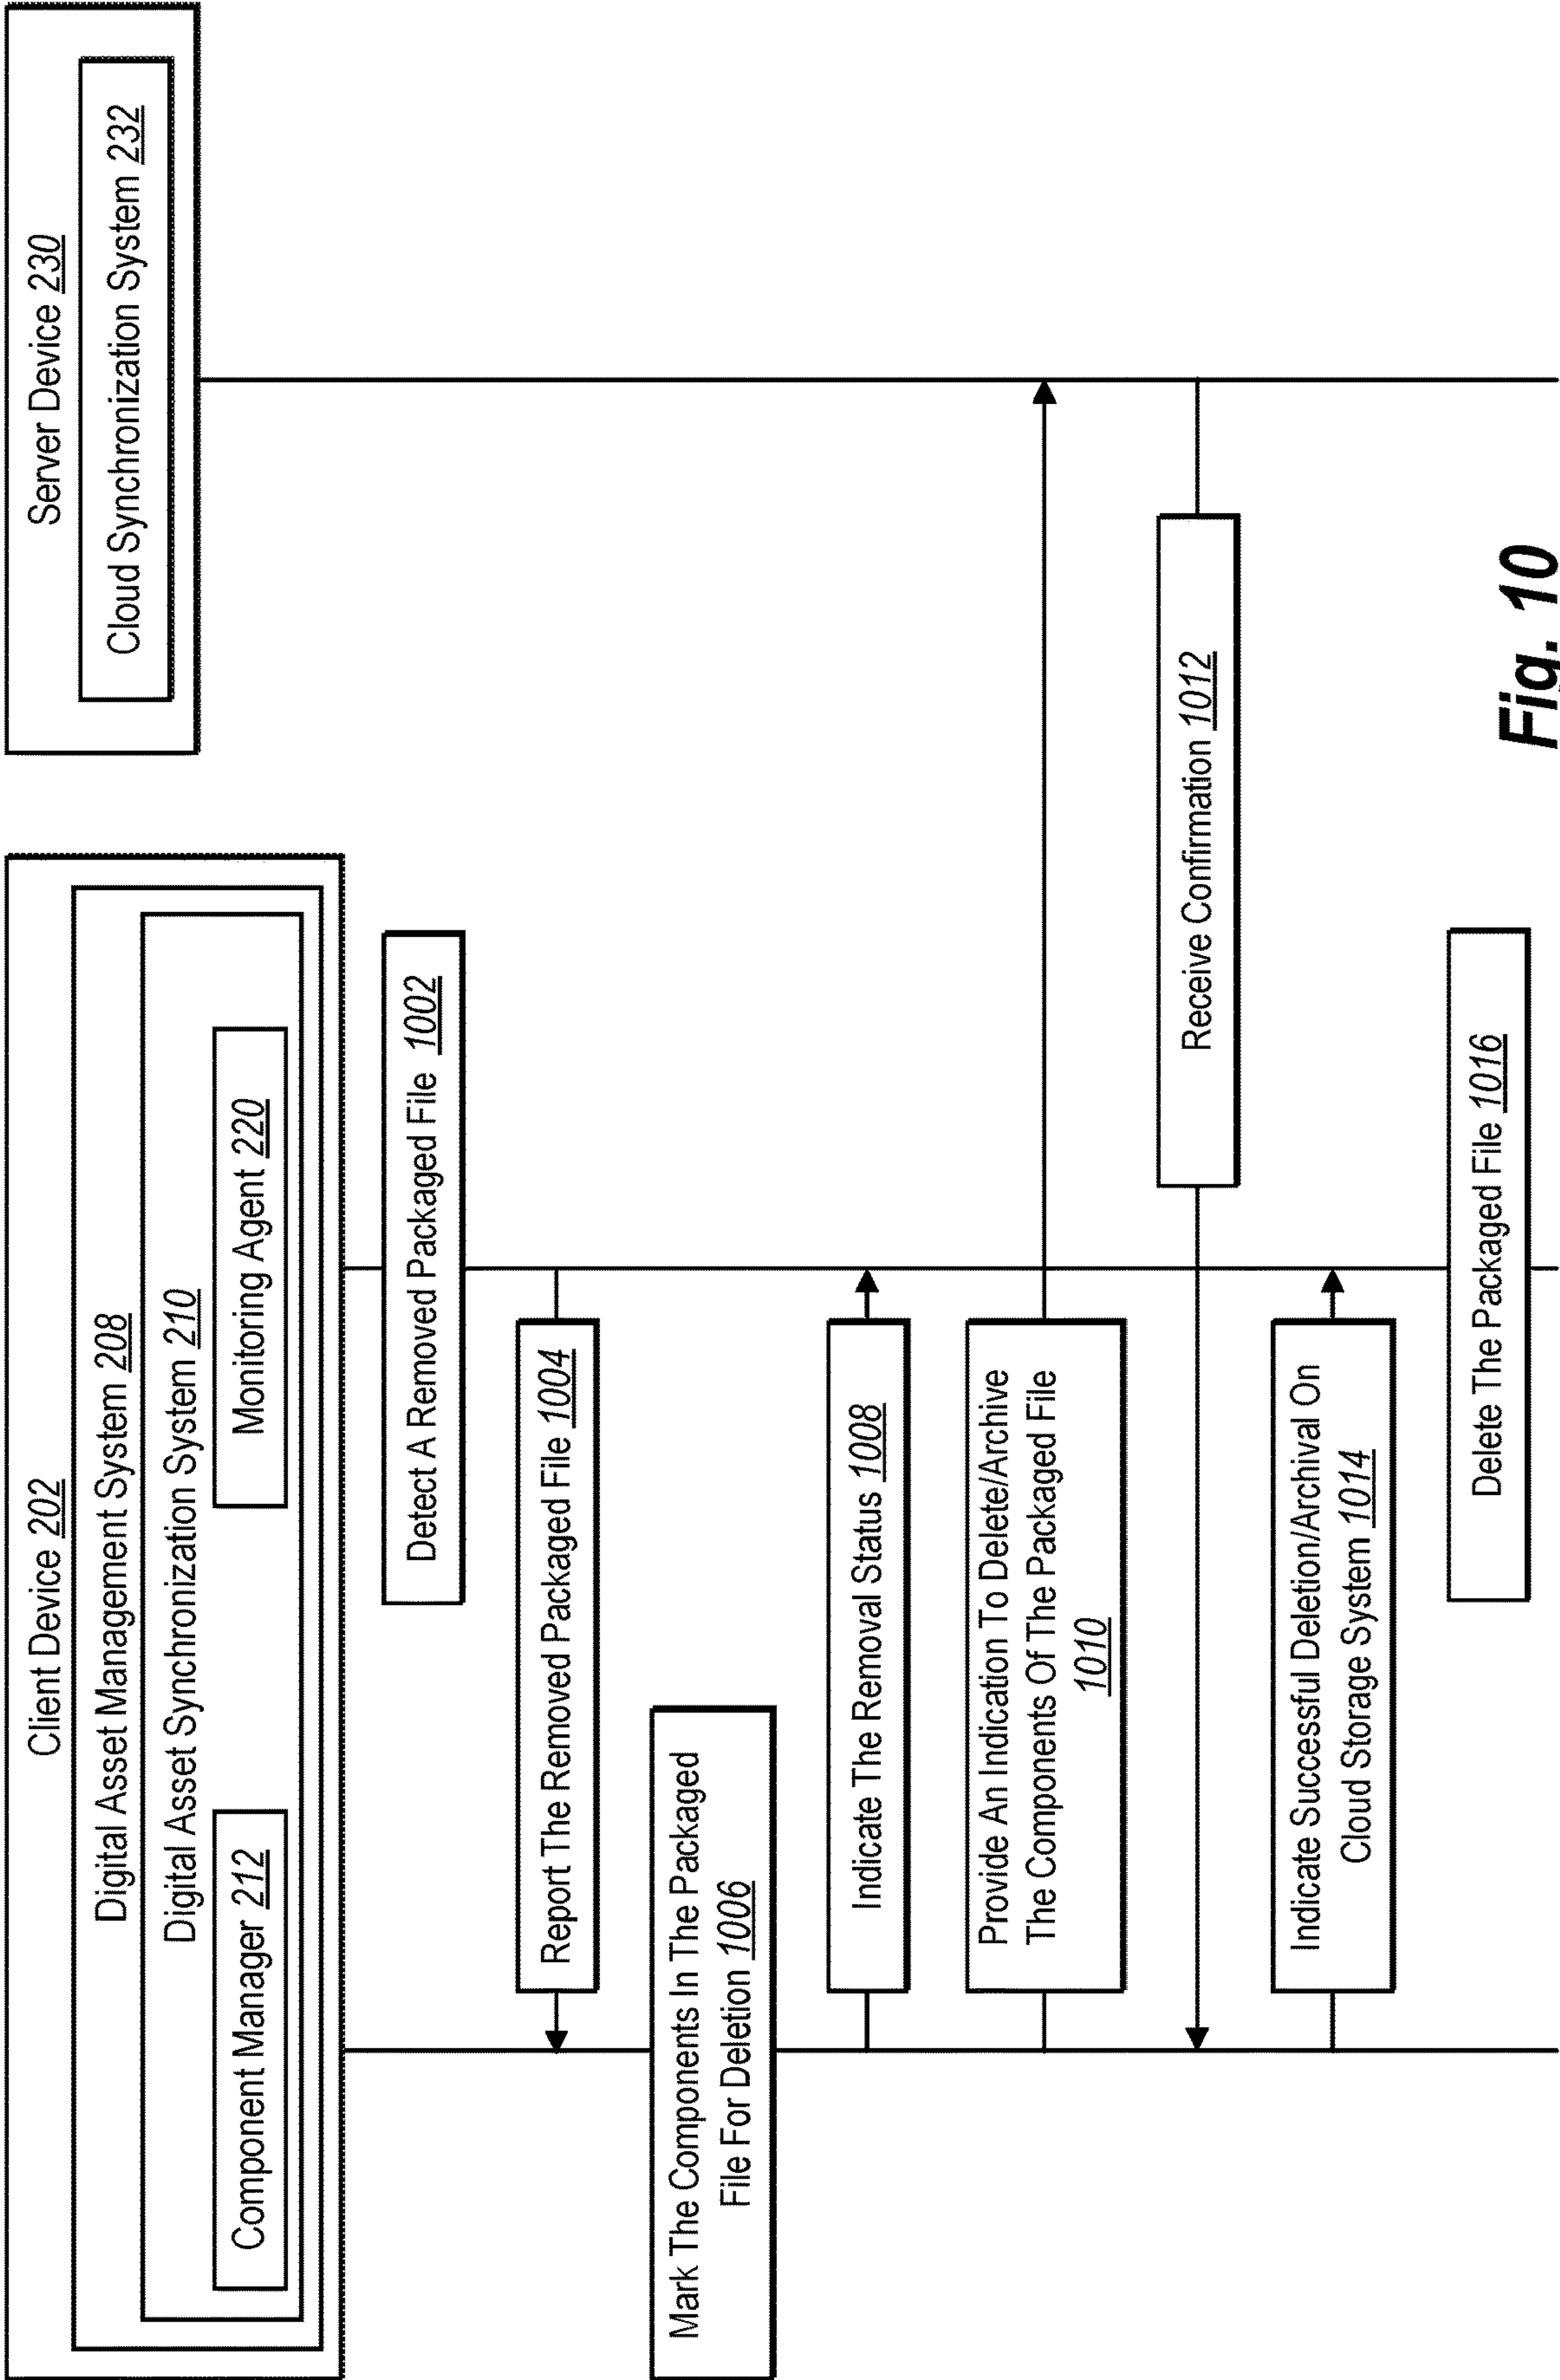 Client Device 202
Digital Asset Management System 208
Digital Asset Synchronization System 210
Component Manager 212
Monitoring Agent 220
Server Device 230
Cloud Synchronization System 232
Detect A Removed Packaged File 1002
Report The Removed Packaged File 1004
Mark The Components In The Packaged
File For Deletion 1006
Indicate The Removal Status 1008
Provide An Indication To Delete/Archive
The Components Of The Packaged File
1010
Receive Confirmation 1012
Indicate Successful Deletion/Archival On
Cloud Storage System 1014
Delete The Packaged File 1016
Fig. 10